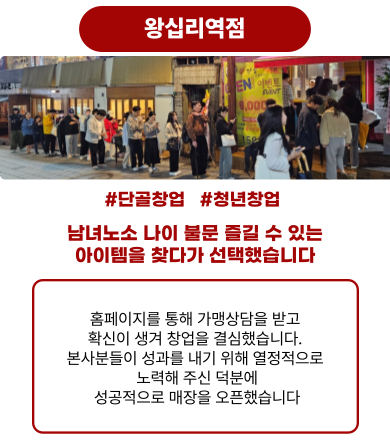 왕십리역점
#단골창업 #청년창업
남녀노소 나이 불문 즐길 수 있는
아이템을 찾다가 선택했습니다
홈페이지를 통해 가맹상담을 받고
확신이 생겨 창업을 결심했습니다.
본사분들이 성과를 내기 위해 열정적으로
노력해 주신 덕분에
성공적으로 매장을 오픈했습니다